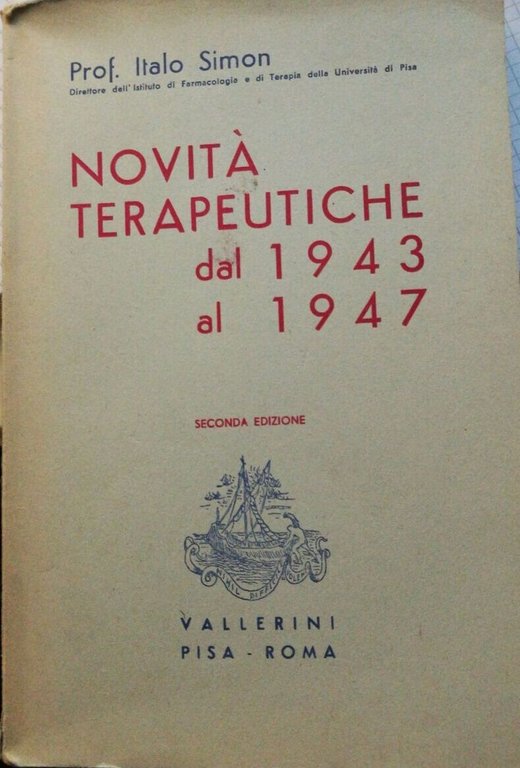 Prof. Italo Simon
Direttore dell'Istituto di Farmacologia e di Terapia della Università di Pisa
NOVITÀ
TERAPEUTICHE
dal 1943
al 1947
SECONDA EDIZIONE
NIHIL
VALLERINI
PISA - ROMA